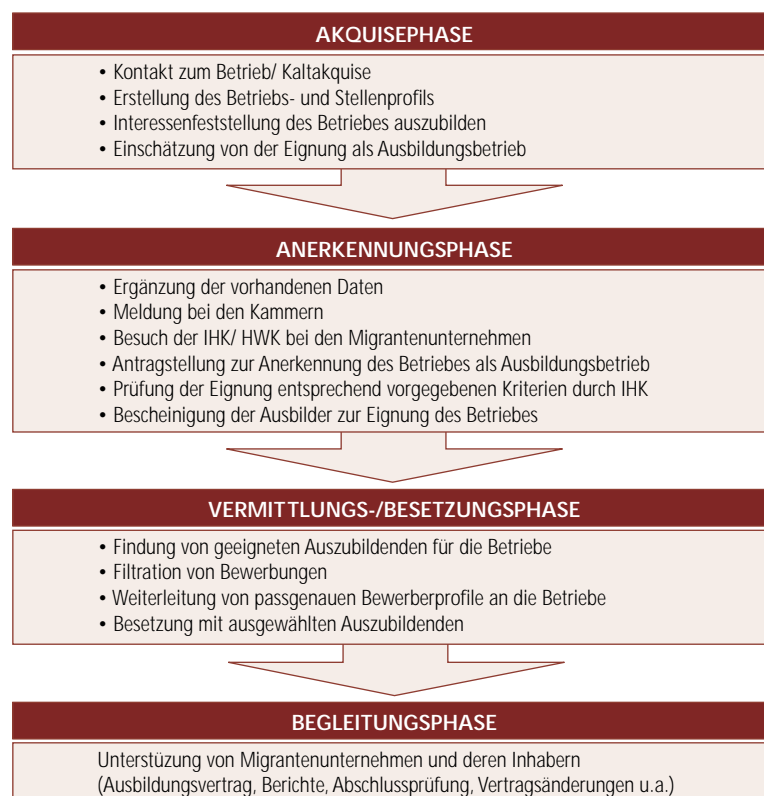 AKQUISEPHASE
• Kontakt zum Betrieb/ Kaltakquise
• Erstellung des Betriebs- und Stellenprofils
• Interessenfeststellung des Betriebes auszubilden
• Einschätzung von der Eignung als Ausbildungsbetrieb
ANERKENNUNGSPHASE
• Ergänzung der vorhandenen Daten
• Meldung bei den Kammern
• Besuch der IHK/ HWK bei den Migrantenunternehmen
• Antragstellung zur Anerkennung des Betriebes als Ausbildungsbetrieb
• Prüfung der Eignung entsprechend vorgegebenen Kriterien durch IHK
• Bescheinigung der Ausbilder zur Eignung des Betriebes
VERMITTLUNGS-/BESETZUNGSPHASE
• Findung von geeigneten Auszubildenden für die Betriebe
• Filtration von Bewerbungen
• Weiterleitung von passgenauen Bewerberprofile an die Betriebe
• Besetzung mit ausgewählten Auszubildenden
BEGLEITUNGSPHASE
Unterstüzung von Migrantenunternehmen und deren Inhabern
(Ausbildungsvertrag, Berichte, Abschlussprüfung, Vertragsänderungen u.a.)